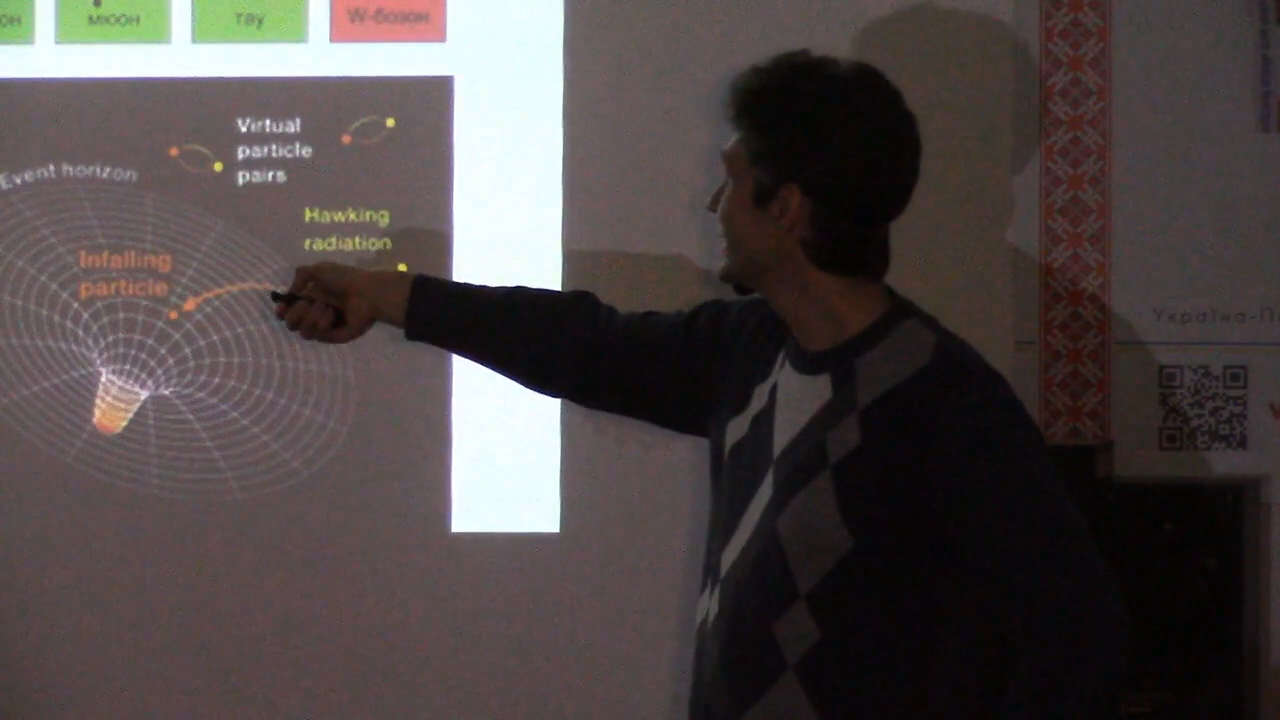 мюон
тау
W-бозон
Virtual
particle
pairs
Event horizon
Hawking
radiation
Infalling
particle
Україна-П